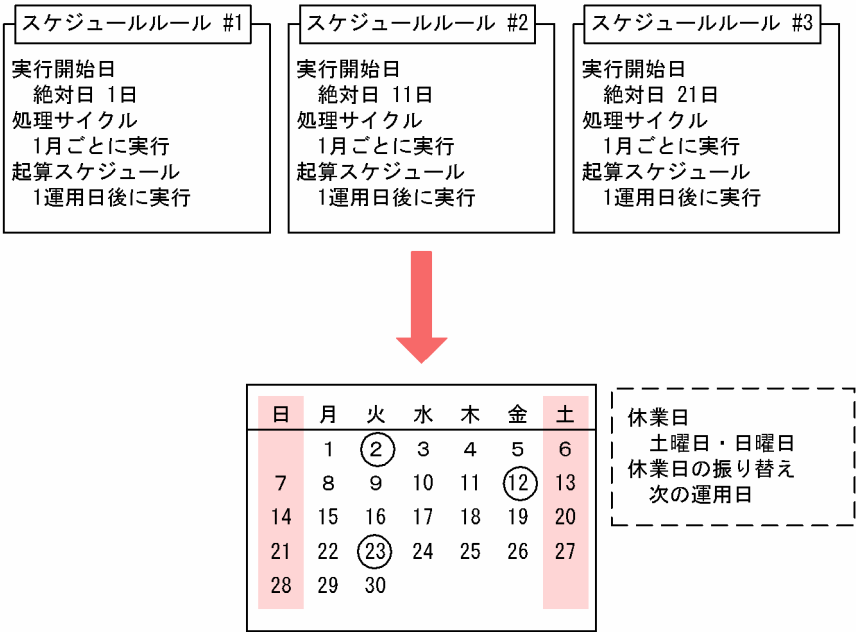 スケジュールルール #1
実行開始日
絶対日 1日
処理サイクル
1月ごとに実行
起算スケジュール
1運用日後に実行
スケジュールルール #2
実行開始日
絶対日 11日
処理サイクル
1月ごとに実行
起算スケジュール
1運用日後に実行
スケジュールルール #3
実行開始日
絶対日 21日
処理サイクル
1月ごとに実行
起算スケジュール
1運用日後に実行
日 月 火 水 木 金 土
1 2 3 4 5 6
7 8 9 10 11 12 13
14 15 16 17 18 19 20
21 22 23 24 25 26 27
28 29 30
休業日
土曜日・日曜日
休業日の振り替え
次の運用日